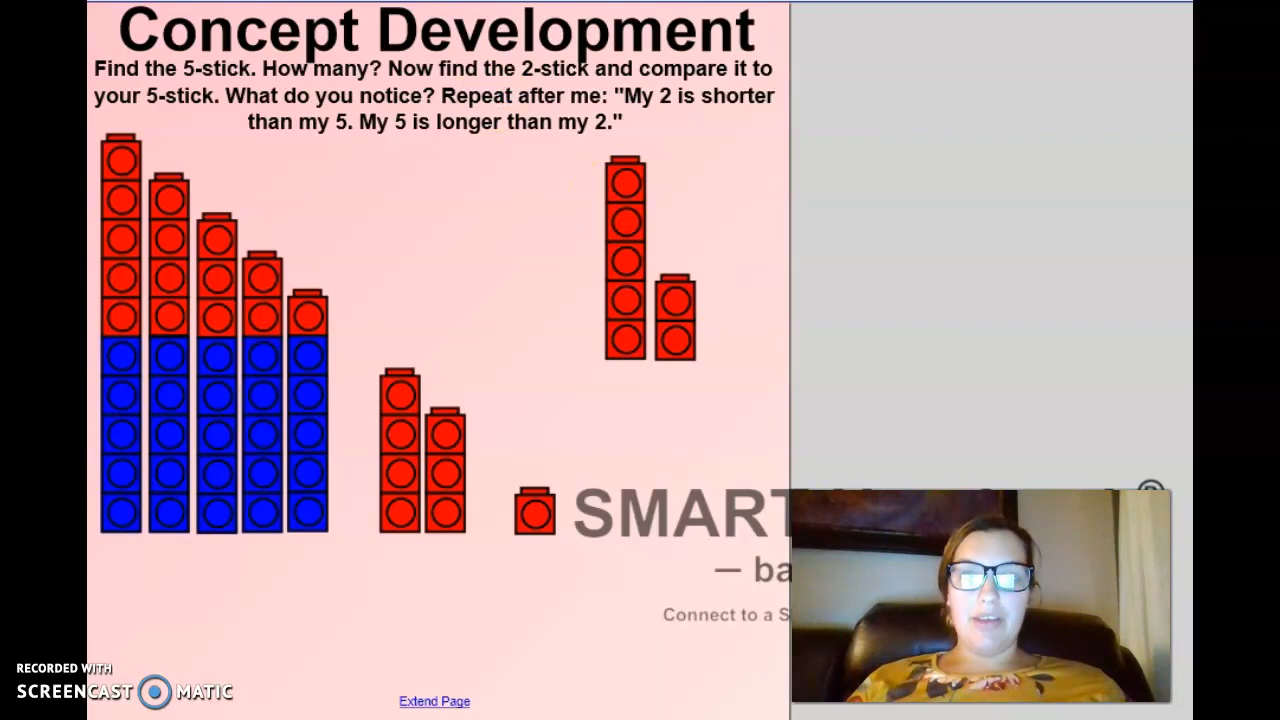 Concept Development
Find the 5-stick. How many? Now find the 2-stick and compare it to
your 5-stick. What do you notice? Repeat after me: "My 2 is shorter
than my 5. My 5 is longer than my 2."
SMART
— ba
Connect to a S
RECORDED WITH
SCREENCAST MATIC
Extend Page